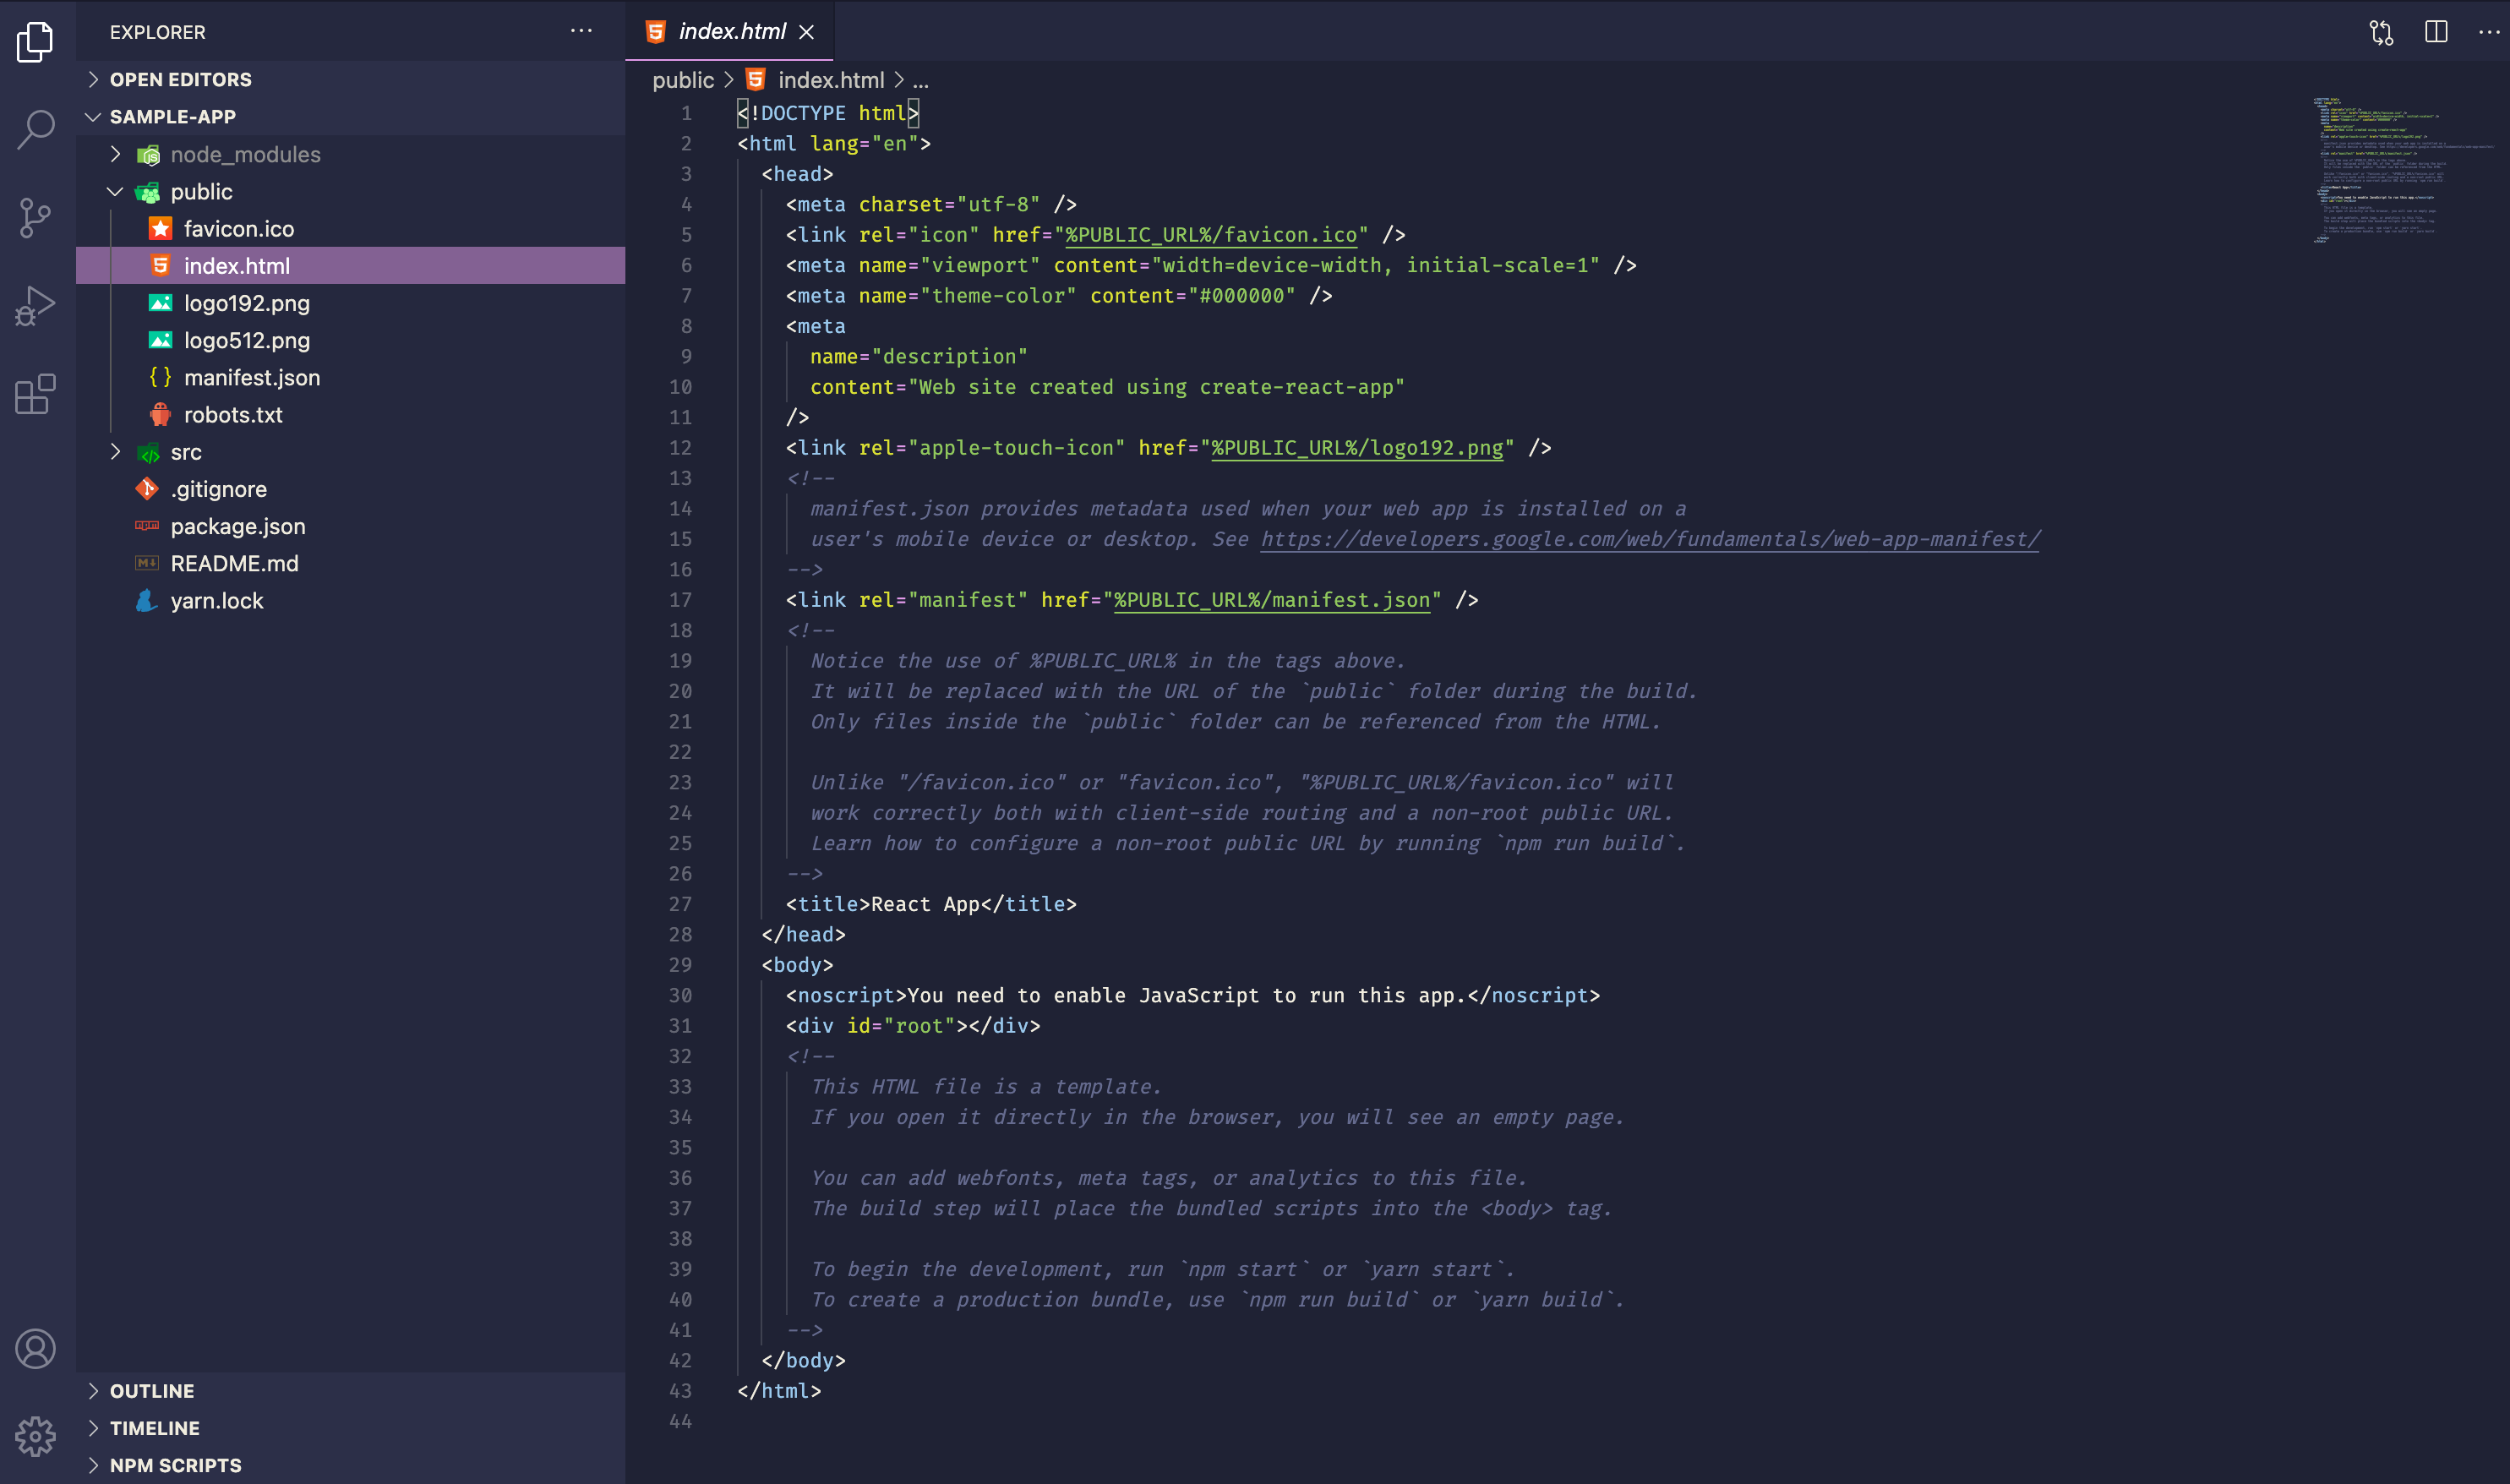 EXPLORER
OPEN EDITORS
SAMPLE-APP
node_modules
public
favicon.ico
index.html
logo192.png
logo512.png
manifest.json
robots.txt
src
.gitignore
package.json
README.md
yarn.lock
OUTLINE
TIMELINE
NPM SCRIPTS
index.html
public > index.html > ...
1 <!DOCTYPE html>
2 <html lang="en">
3 <head>
4 <meta charset="utf-8" />
5 <link rel="icon" href="%PUBLIC_URL%/favicon.ico" />
6 <meta name="viewport" content="width=device-width, initial-scale=1" />
7 <meta name="theme-color" content="#000000" />
8 <meta
9 name="description"
10 content="Web site created using create-react-app"
11 />
12 <link rel="apple-touch-icon" href="%PUBLIC_URL%/logo192.png" />
13 <!--
14 manifest.json provides metadata used when your web app is installed on a
15 user's mobile device or desktop. See https://developers.google.com/web/fundamentals/web-app-manifest/
16 -->
17 <link rel="manifest" href="%PUBLIC_URL%/manifest.json" />
18 <!--
19 Notice the use of %PUBLIC_URL% in the tags above.
20 It will be replaced with the URL of the `public` folder during the build.
21 Only files inside the `public` folder can be referenced from the HTML.
22
23 Unlike "/favicon.ico" or "favicon.ico", "%PUBLIC_URL%/favicon.ico" will
24 work correctly both with client-side routing and a non-root public URL.
25 Learn how to configure a non-root public URL by running `npm run build`.
26 -->
27 <title>React App</title>
28 </head>
29 <body>
30 <noscript>You need to enable JavaScript to run this app.</noscript>
31 <div id="root"></div>
32 <!--
33 This HTML file is a template.
34 If you open it directly in the browser, you will see an empty page.
35
36 You can add webfonts, meta tags, or analytics to this file.
37 The build step will place the bundled scripts into the <body> tag.
38
39 To begin the development, run `npm start` or `yarn start`.
40 To create a production bundle, use `npm run build` or `yarn build`.
41 -->
42 </body>
43 </html>
44